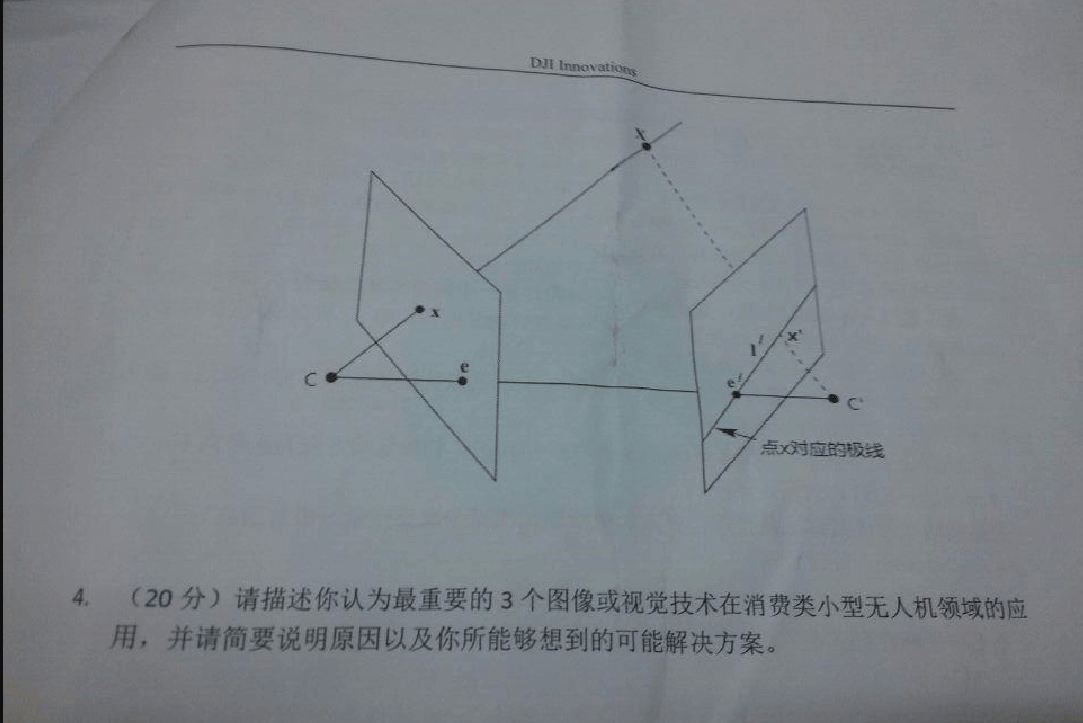 DJI Innovations
X
x
C
e
l'
x'
e'
C'
点x对应的极线
4. （20 分）请描述你认为最重要的 3 个图像或视觉技术在消费类小型无人机领域的应
用，并请简要说明原因以及你所能够想到的可能解决方案。